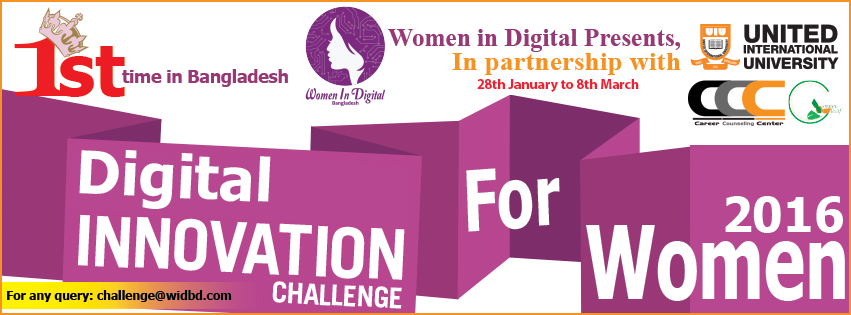 1st
time in Bangladesh
Women In Digital
Bangladesh
Women in Digital Presents,
In partnership with
28th January to 8th March
UNITED
INTERNATIONAL
UNIVERSITY
CCC
Career Counseling Center
Digital
INNOVATION
CHALLENGE
For
Women
2016
For any query: challenge@widbd.com